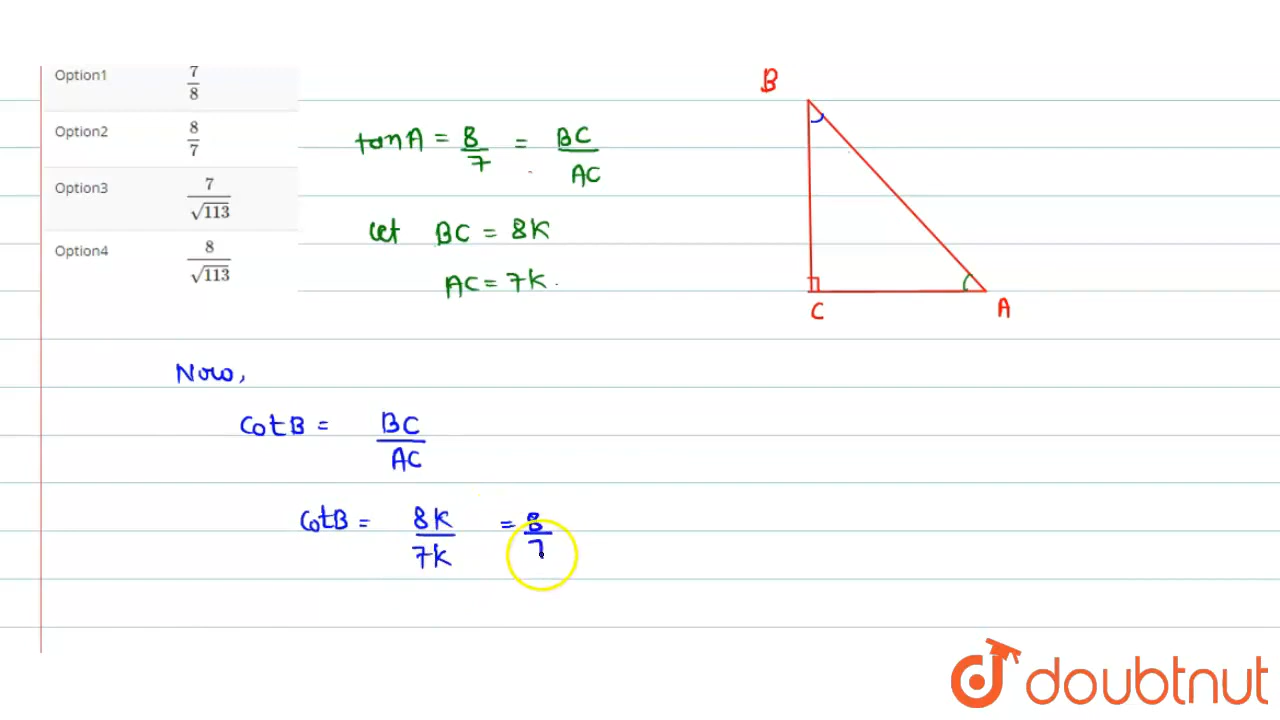 Option1 7/8
Option2 8/7
Option3 7/√113
Option4 8/√113
tanA = 8/7 = BC/AC
Let BC = 8K
AC = 7K.
B
C
A
Now,
CotB = BC/AC
CotB = 8K/7K = 8/7
doubtnut